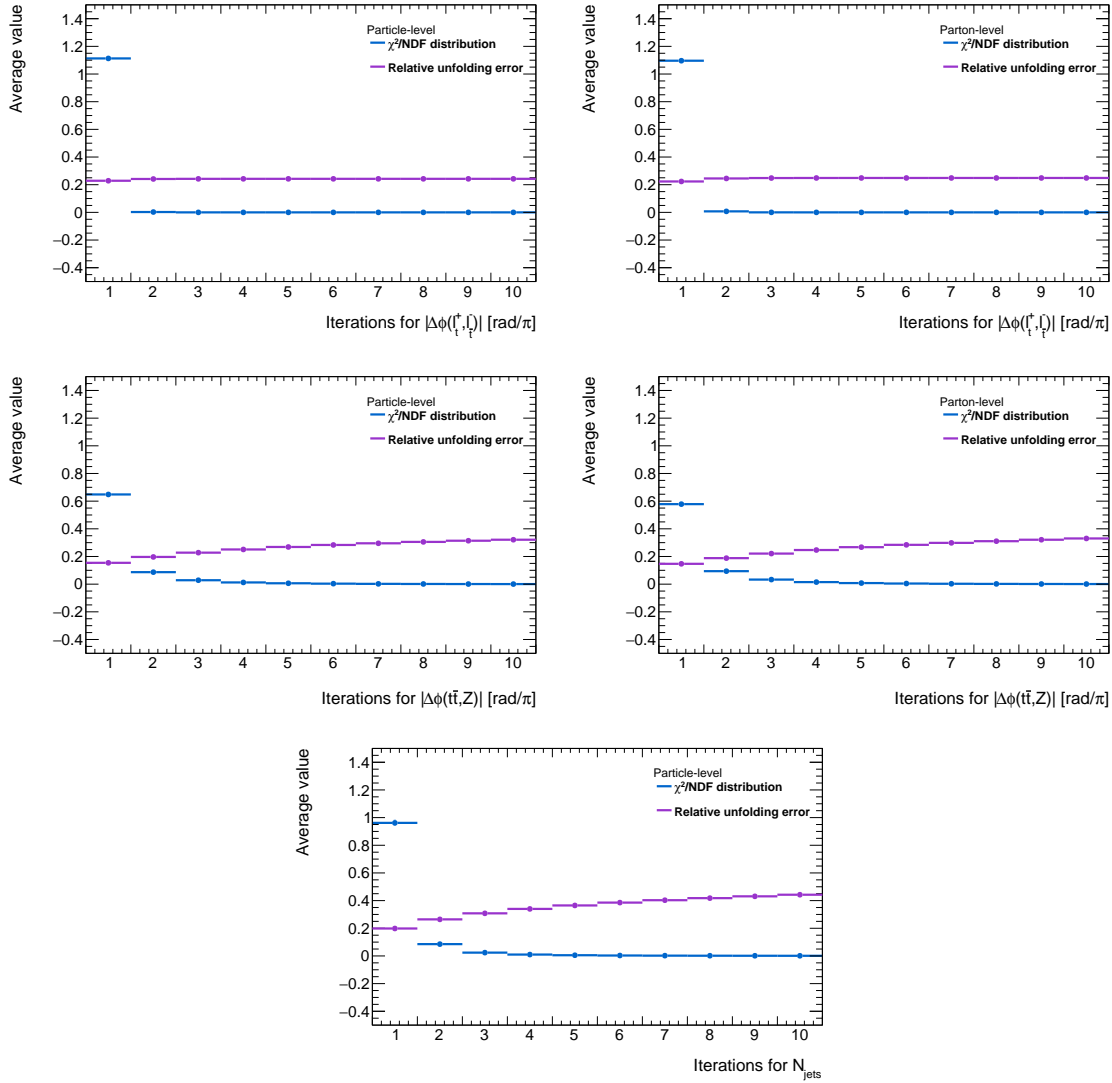 Average value
1.4
1.2
1
0.8
0.6
0.4
0.2
0
−0.2
−0.4
Particle-level
χ²/NDF distribution
Relative unfolding error
1 2 3 4 5 6 7 8 9 10
Iterations for |Δϕ(l⁺ₜ,l⁻ₜ̄)| [rad/π]
Average value
1.4
1.2
1
0.8
0.6
0.4
0.2
0
−0.2
−0.4
Parton-level
χ²/NDF distribution
Relative unfolding error
1 2 3 4 5 6 7 8 9 10
Iterations for |Δϕ(l⁺ₜ,l⁻ₜ̄)| [rad/π]
Average value
1.4
1.2
1
0.8
0.6
0.4
0.2
0
−0.2
−0.4
Particle-level
χ²/NDF distribution
Relative unfolding error
1 2 3 4 5 6 7 8 9 10
Iterations for |Δϕ(tt̄,Z)| [rad/π]
Average value
1.4
1.2
1
0.8
0.6
0.4
0.2
0
−0.2
−0.4
Parton-level
χ²/NDF distribution
Relative unfolding error
1 2 3 4 5 6 7 8 9 10
Iterations for |Δϕ(tt̄,Z)| [rad/π]
Average value
1.4
1.2
1
0.8
0.6
0.4
0.2
0
−0.2
−0.4
Particle-level
χ²/NDF distribution
Relative unfolding error
1 2 3 4 5 6 7 8 9 10
Iterations for N_jets